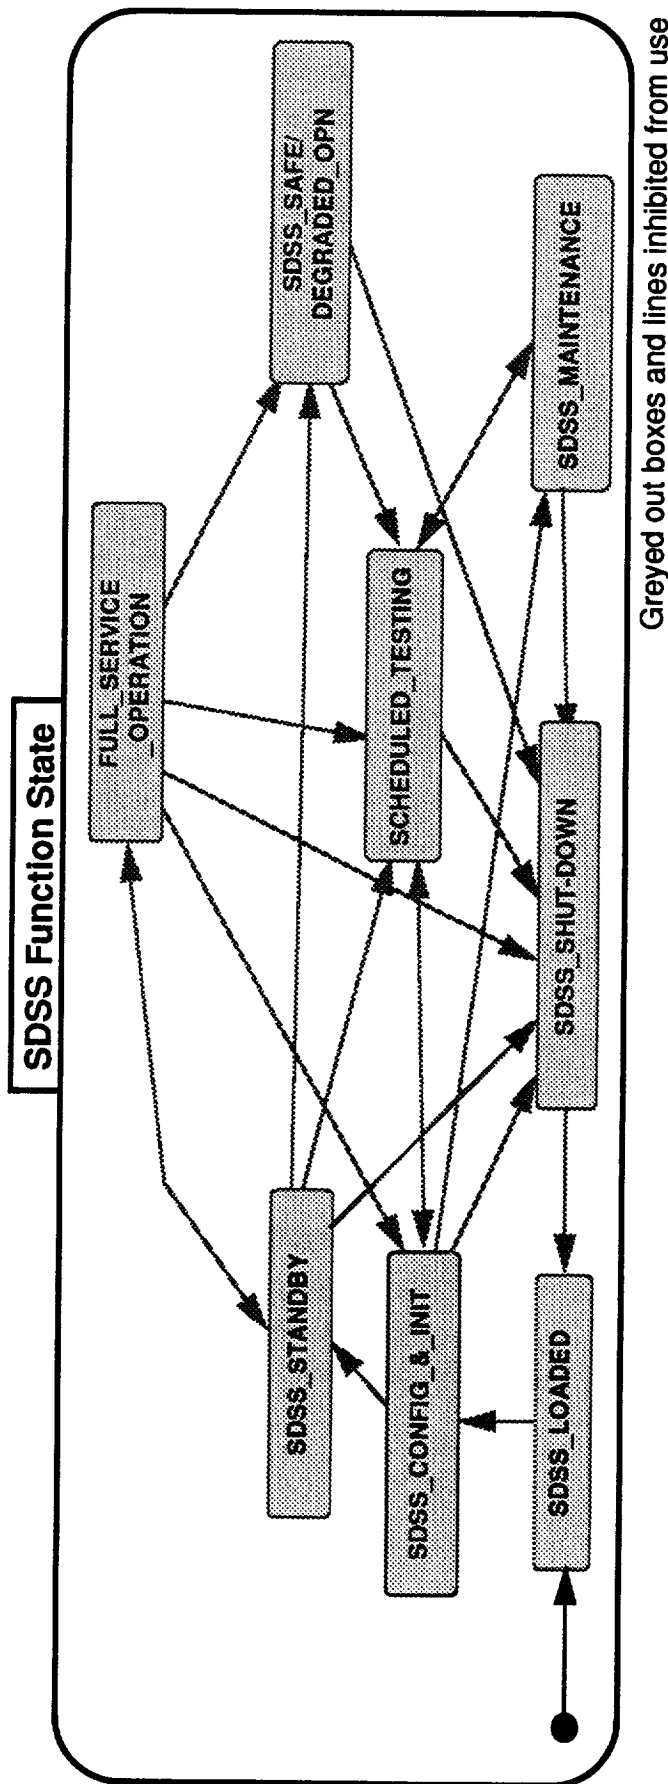 SDSS Function State
FULL_SERVICE
_OPERATION
SDSS_SAFE/
DEGRADED_OPN
SDSS_STANDBY
SCHEDULED_TESTING
SDSS_CONFIG_&_INIT
SDSS_LOADED
SDSS_SHUT-DOWN
SDSS_MAINTENANCE
Greyed out boxes and lines inhibited from use